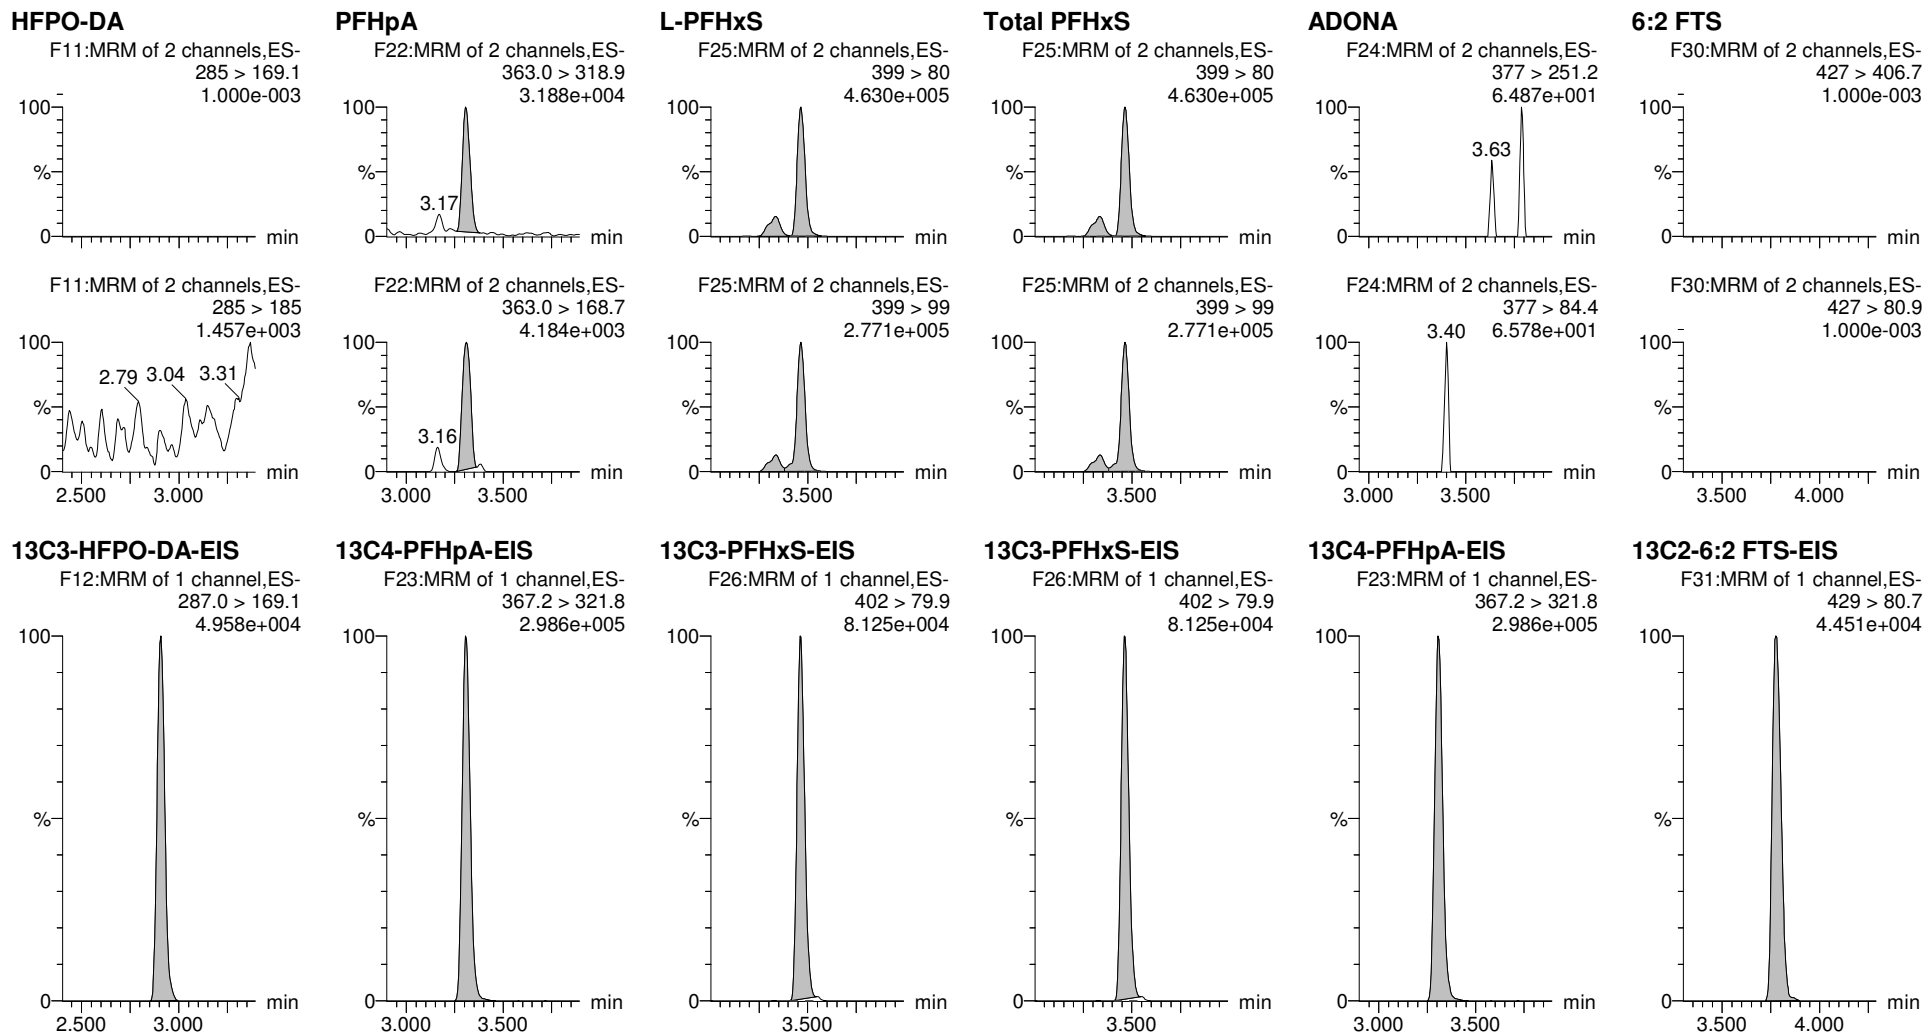 HFPO-DA
F11:MRM of 2 channels,ES-
285 > 169.1
1.000e-003
100
%
0
min
F11:MRM of 2 channels,ES-
285 > 185
1.457e+003
100
2.79
3.04
3.31
%
0
min
2.500
3.000
PFHpA
F22:MRM of 2 channels,ES-
363.0 > 318.9
3.188e+004
100
%
3.17
0
min
F22:MRM of 2 channels,ES-
363.0 > 168.7
4.184e+003
100
%
3.16
0
min
3.000
3.500
L-PFHxS
F25:MRM of 2 channels,ES-
399 > 80
4.630e+005
100
%
0
min
F25:MRM of 2 channels,ES-
399 > 99
2.771e+005
100
%
0
min
3.500
Total PFHxS
F25:MRM of 2 channels,ES-
399 > 80
4.630e+005
100
%
0
min
F25:MRM of 2 channels,ES-
399 > 99
2.771e+005
100
%
0
min
3.500
ADONA
F24:MRM of 2 channels,ES-
377 > 251.2
6.487e+001
100
3.63
%
0
min
F24:MRM of 2 channels,ES-
377 > 84.4
3.40
6.578e+001
100
%
0
min
3.000
3.500
6:2 FTS
F30:MRM of 2 channels,ES-
427 > 406.7
1.000e-003
100
%
0
min
F30:MRM of 2 channels,ES-
427 > 80.9
1.000e-003
100
%
0
min
3.500
4.000
13C3-HFPO-DA-EIS
F12:MRM of 1 channel,ES-
287.0 > 169.1
4.958e+004
100
%
0
min
2.500
3.000
13C4-PFHpA-EIS
F23:MRM of 1 channel,ES-
367.2 > 321.8
2.986e+005
100
%
0
min
3.000
3.500
13C3-PFHxS-EIS
F26:MRM of 1 channel,ES-
402 > 79.9
8.125e+004
100
%
0
min
3.500
13C3-PFHxS-EIS
F26:MRM of 1 channel,ES-
402 > 79.9
8.125e+004
100
%
0
min
3.500
13C4-PFHpA-EIS
F23:MRM of 1 channel,ES-
367.2 > 321.8
2.986e+005
100
%
0
min
3.000
3.500
13C2-6:2 FTS-EIS
F31:MRM of 1 channel,ES-
429 > 80.7
4.451e+004
100
%
0
min
3.500
4.000